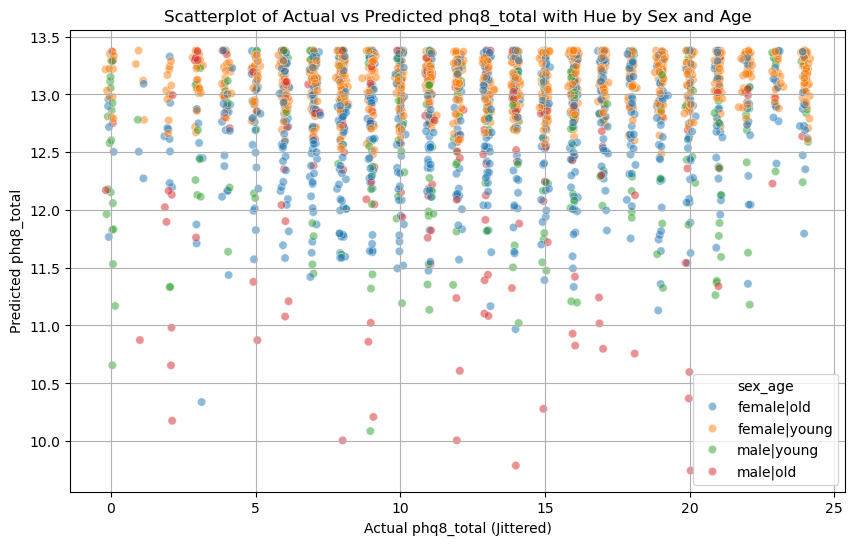 Scatterplot of Actual vs Predicted phq8_total with Hue by Sex and Age
13.5
13.0
12.5
12.0
11.5
11.0
10.5
10.0
Predicted phq8_total
0
5
10
15
20
25
Actual phq8_total (Jittered)
sex_age
female|old
female|young
male|young
male|old